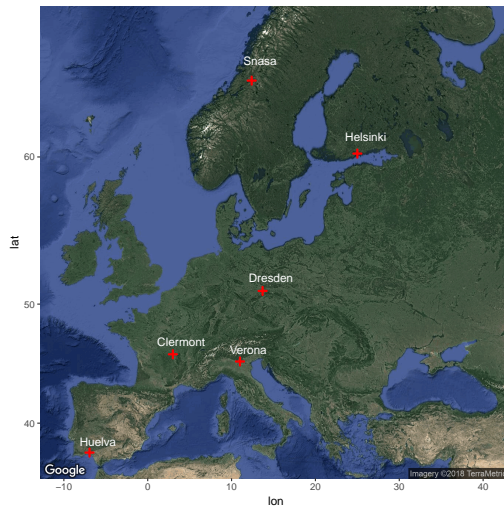 Snasa
Helsinki
60
lat
Dresden
50
Clermont
Verona
40
Huelva
Google
Imagery ©2018 TerraMetric
−10
0
10
20
30
40
lon